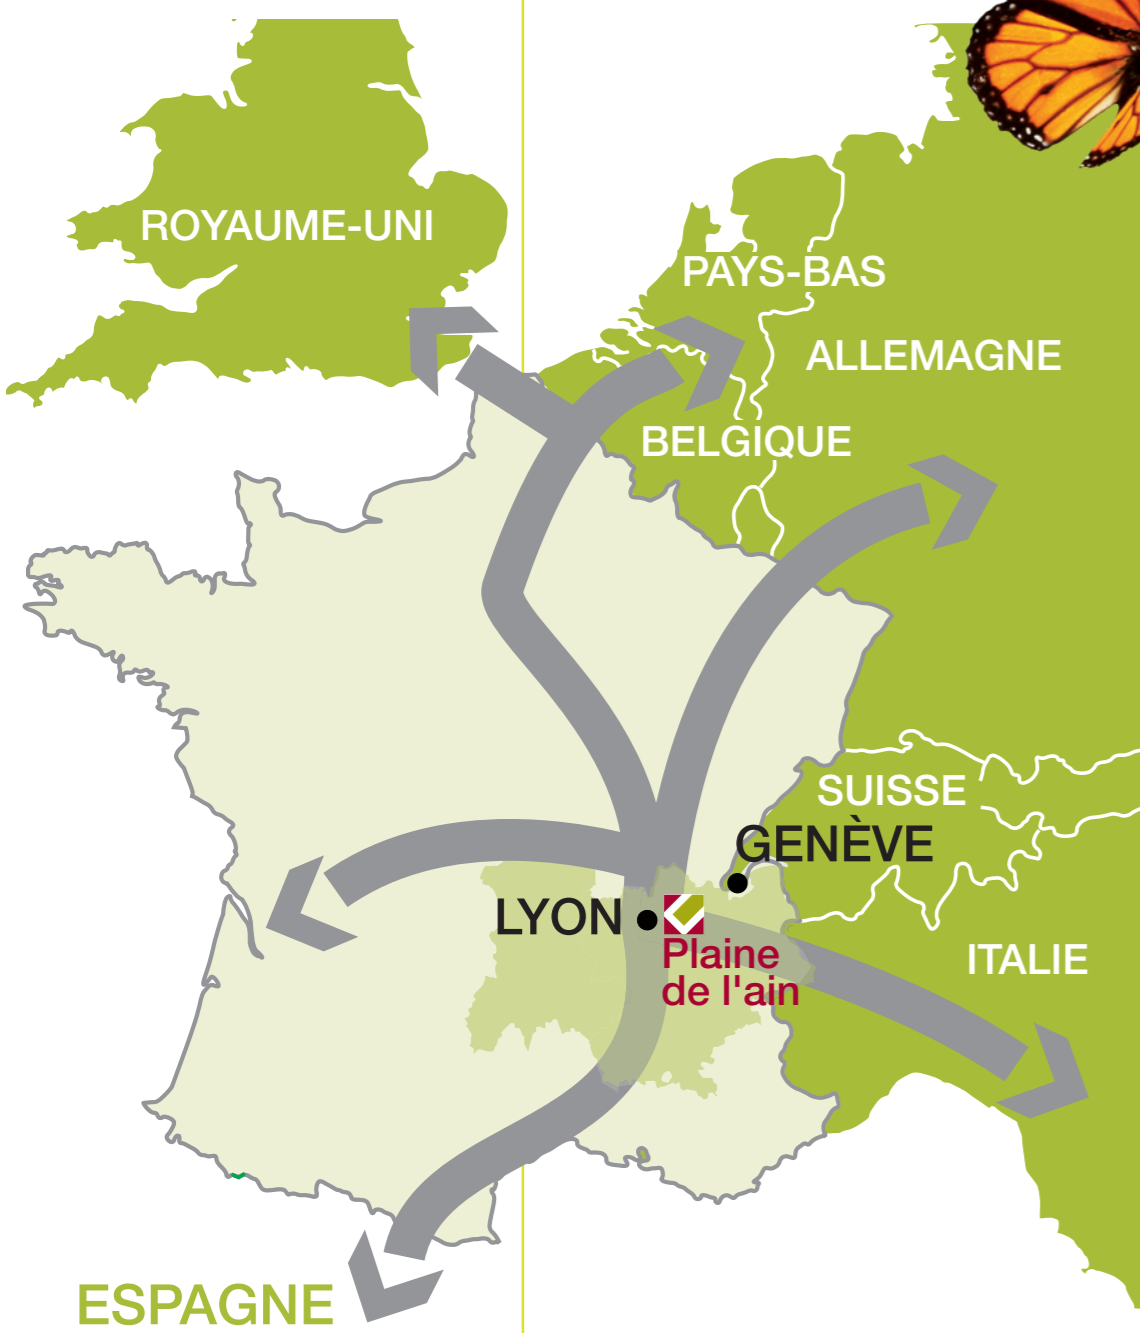 ROYAUME-UNI
PAYS-BAS
ALLEMAGNE
BELGIQUE
SUISSE
GENÈVE
LYON
Plaine
de l'ain
ITALIE
ESPAGNE